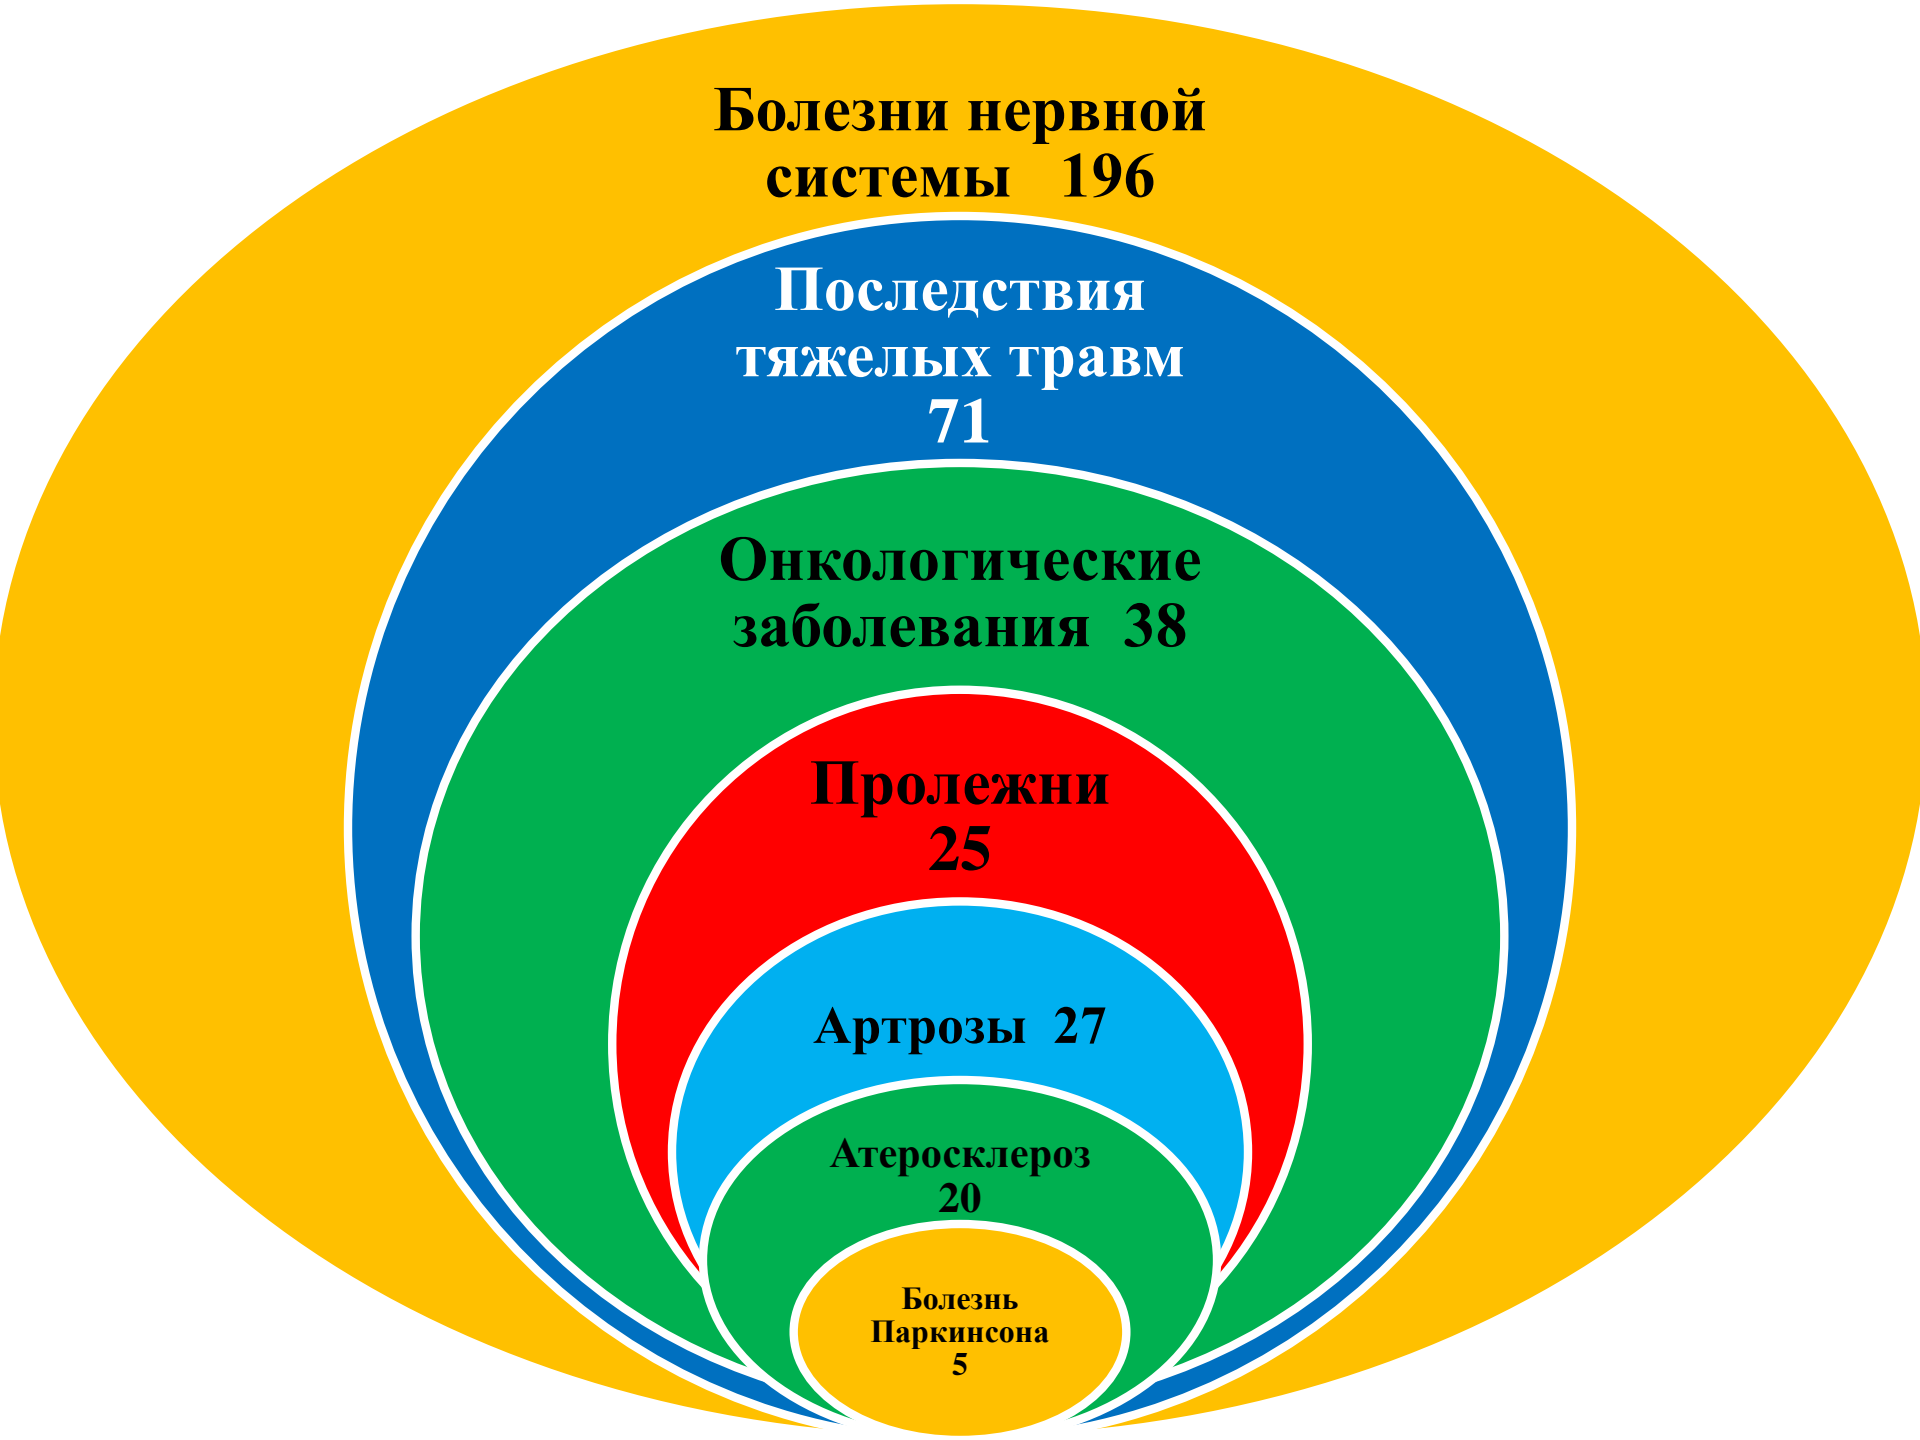 Болезни нервной
системы 196
Последствия
тяжелых травм
71
Онкологические
заболевания 38
Пролежни
25
Артрозы 27
Атеросклероз
20
Болезнь
Паркинсона
5